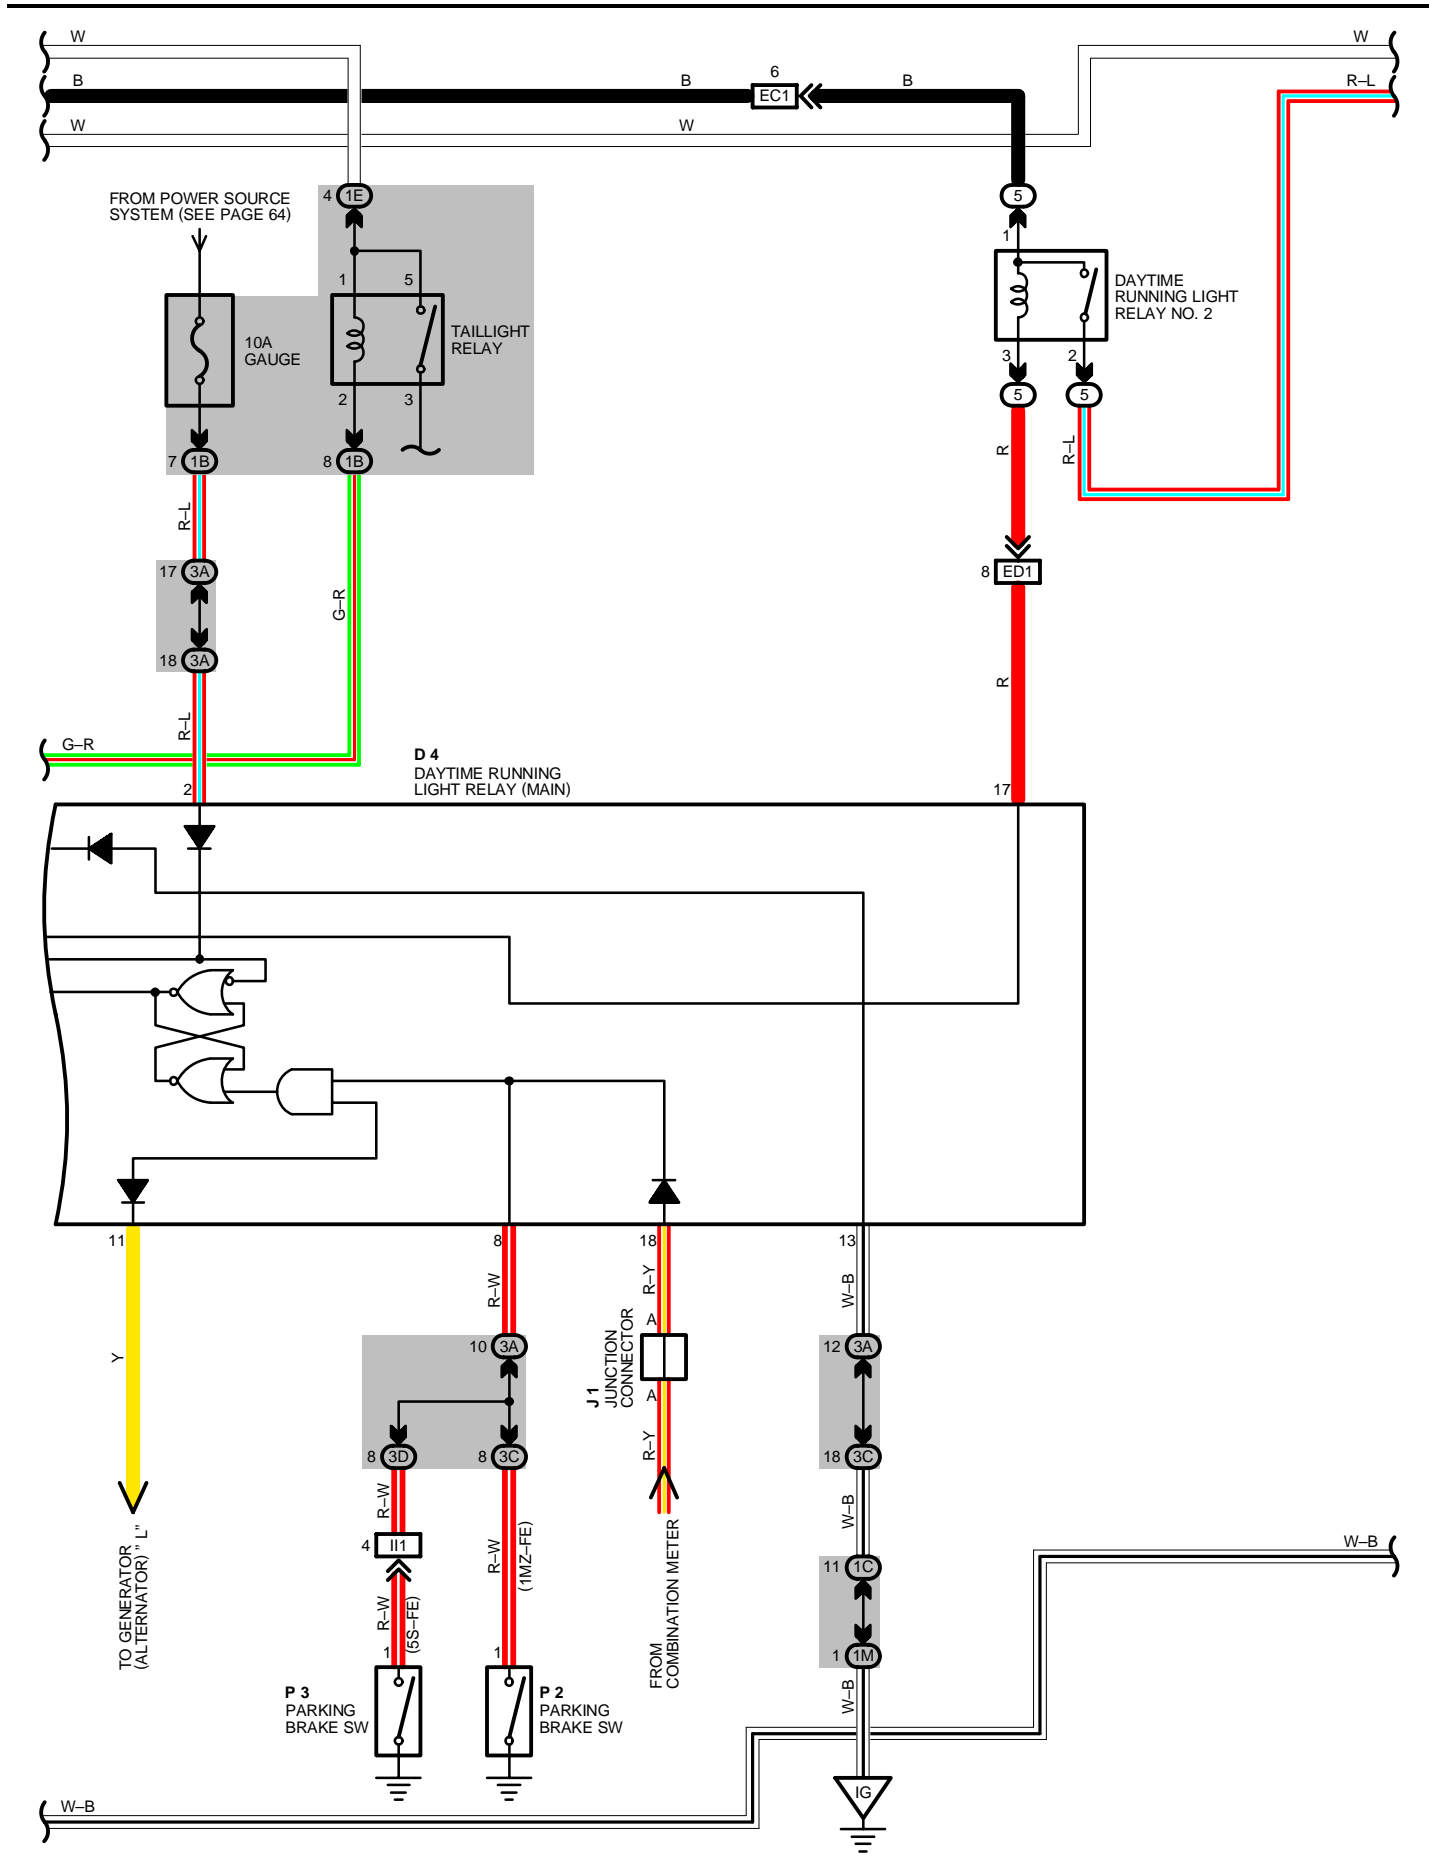 W
W
B
B
6
EC1
B
R–L
W
W
FROM POWER SOURCE
SYSTEM (SEE PAGE 64)
4
1E
5
1
1
5
DAYTIME
RUNNING LIGHT
RELAY NO. 2
10A
GAUGE
TAILLIGHT
RELAY
2
3
3
2
5
5
7
1B
8
1B
R–L
R
R–L
17
3A
8
ED1
G–R
18
3A
R–L
R
G–R
D 4
DAYTIME RUNNING
LIGHT RELAY (MAIN)
2
17
11
8
18
13
Y
R–W
R–Y
W–B
A
J 1
JUNCTION
CONNECTOR
10
3A
12
3A
A
R–Y
8
3D
8
3C
18
3C
R–W
W–B
4
II1
R–W
(1MZ–FE)
R–W
(5S–FE)
W–B
11
1C
TO GENERATOR
(ALTERNATOR) " L"
FROM
COMBINATION METER
1
1
1
1M
W–B
P 3
PARKING
BRAKE SW
P 2
PARKING
BRAKE SW
IG
W–B